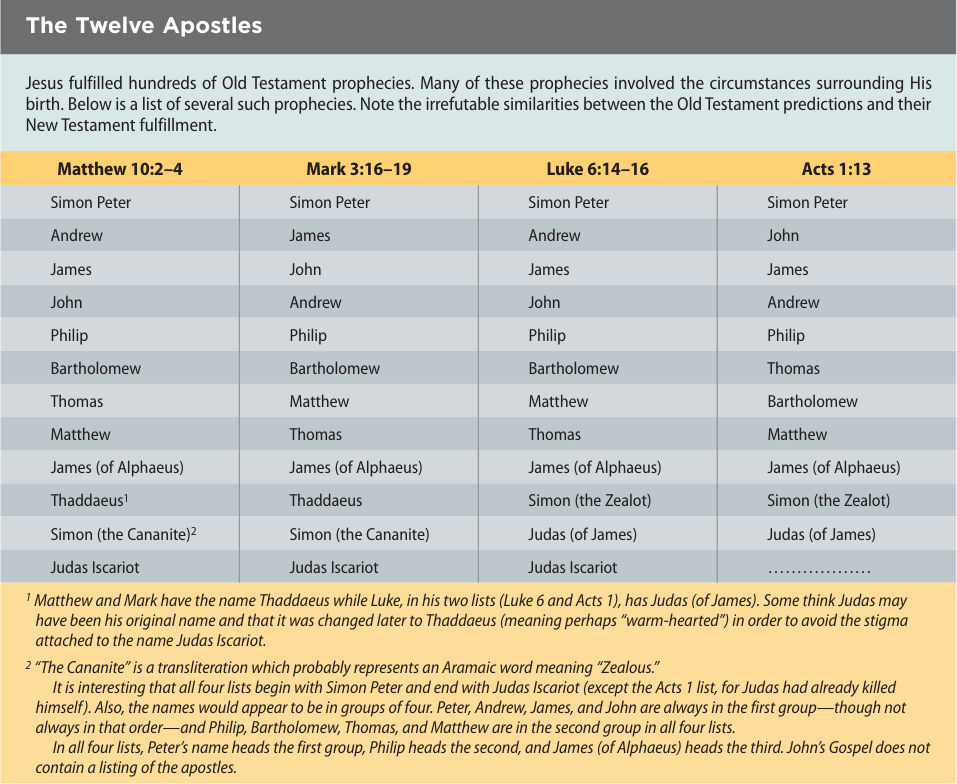 The Twelve Apostles
Jesus fulfilled hundreds of Old Testament prophecies. Many of these prophecies involved the circumstances surrounding His
birth. Below is a list of several such prophecies. Note the irrefutable similarities between the Old Testament predictions and their
New Testament fulfillment.
Matthew 10:2–4 Mark 3:16–19 Luke 6:14–16 Acts 1:13
Simon Peter Simon Peter Simon Peter Simon Peter
Andrew James Andrew John
James John James James
John Andrew John Andrew
Philip Philip Philip Philip
Bartholomew Bartholomew Bartholomew Thomas
Thomas Matthew Matthew Bartholomew
Matthew Thomas Thomas Matthew
James (of Alphaeus) James (of Alphaeus) James (of Alphaeus) James (of Alphaeus)
Thaddaeus¹ Thaddaeus Simon (the Zealot) Simon (the Zealot)
Simon (the Cananite)² Simon (the Cananite) Judas (of James) Judas (of James)
Judas Iscariot Judas Iscariot Judas Iscariot ..................
¹ Matthew and Mark have the name Thaddaeus while Luke, in his two lists (Luke 6 and Acts 1), has Judas (of James). Some think Judas may
have been his original name and that it was changed later to Thaddaeus (meaning perhaps “warm-hearted”) in order to avoid the stigma
attached to the name Judas Iscariot.
² “The Cananite” is a transliteration which probably represents an Aramaic word meaning “Zealous.”
It is interesting that all four lists begin with Simon Peter and end with Judas Iscariot (except the Acts 1 list, for Judas had already killed
himself). Also, the names would appear to be in groups of four. Peter, Andrew, James, and John are always in the first group—though not
always in that order—and Philip, Bartholomew, Thomas, and Matthew are in the second group in all four lists.
In all four lists, Peter’s name heads the first group, Philip heads the second, and James (of Alphaeus) heads the third. John’s Gospel does not
contain a listing of the apostles.